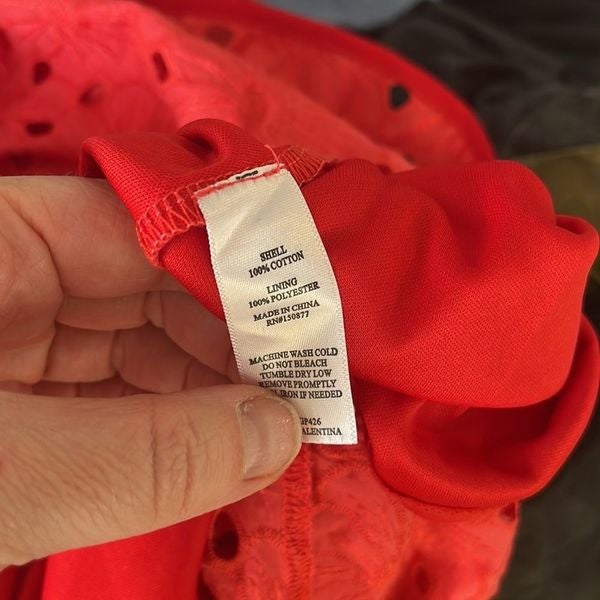 SHELL
100% COTTON
LINING
100% POLYESTER
MADE IN CHINA
RN#150877
MACHINE WASH COLD
DO NOT BLEACH
TUMBLE DRY LOW
REMOVE PROMPTLY
IRON IF NEEDED
P426
ALENTINA